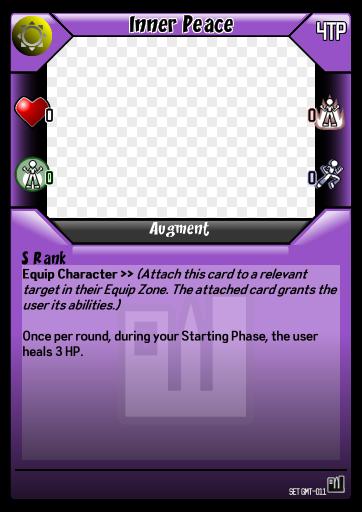 Inner Peace
4TP
0
0
0
0
Augment
S Rank
Equip Character >> (Attach this card to a relevant
target in their Equip Zone. The attached card grants the
user its abilities.)
Once per round, during your Starting Phase, the user
heals 3 HP.
SET GMT-011